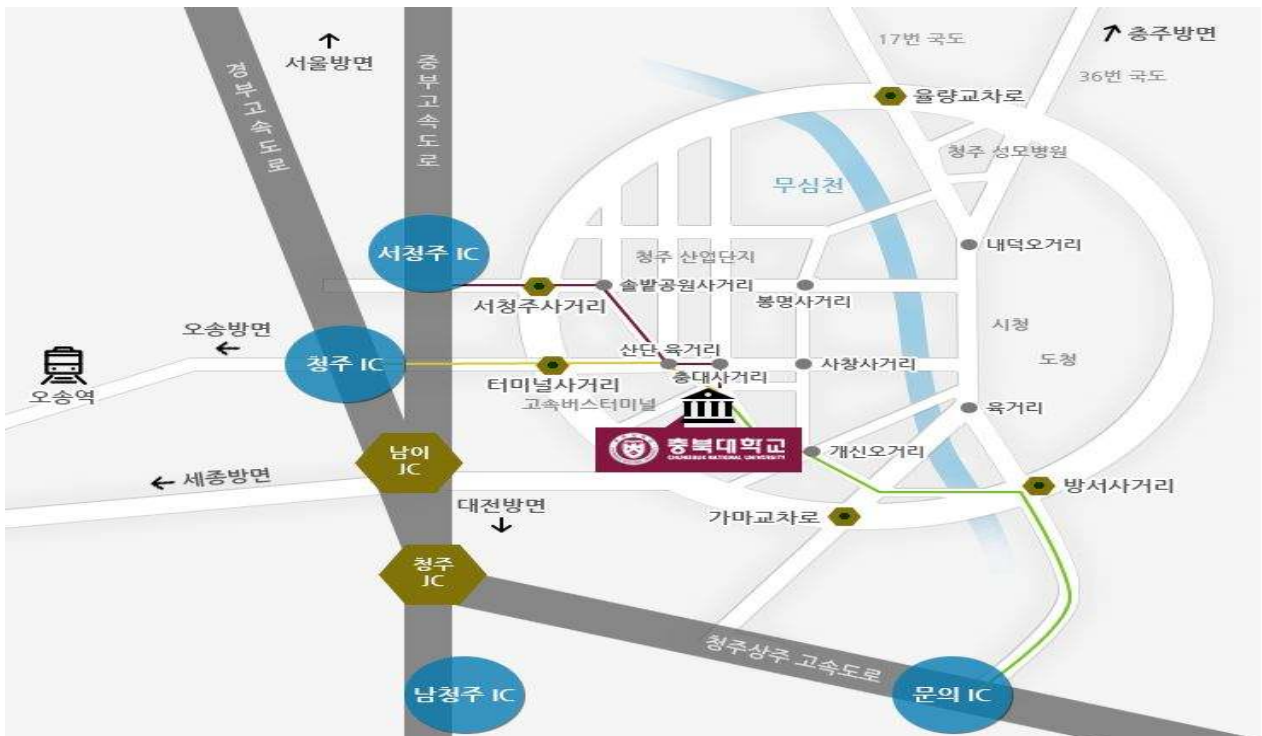 17번 국도
충주방면
서울방면
경부고속도로
중부고속도로
36번 국도
율량교차로
청주 성모병원
무심천
서청주 IC
내덕오거리
청주 산업단지
솔밭공원사거리
서청주사거리
봉명사거리
오송방면
시청
청주 IC
산단 육거리
사창사거리
도청
충대사거리
터미널사거리
오송역
고속버스터미널
육거리
충북대학교
CHUNGBUK NATIONAL UNIVERSITY
개신오거리
남이
JC
세종방면
방서사거리
대전방면
가마교차로
청주
JC
청주상주 고속도로
남청주 IC
문의 IC